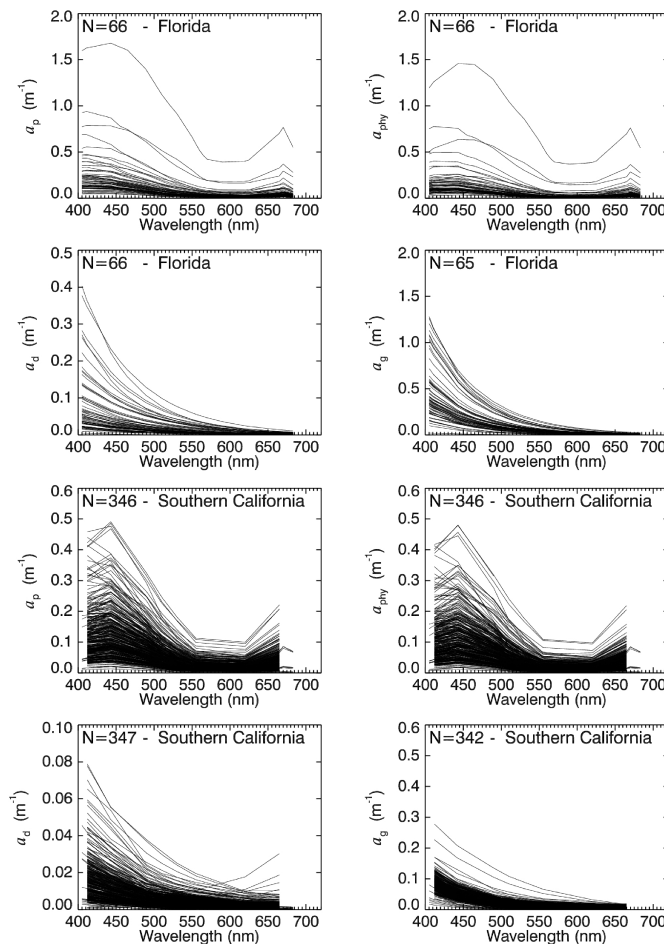 N=66 - Florida
a_p (m^-1)
2.0
1.5
1.0
0.5
0.0
400 450 500 550 600 650 700
Wavelength (nm)
N=66 - Florida
a_phy (m^-1)
2.0
1.5
1.0
0.5
0.0
400 450 500 550 600 650 700
Wavelength (nm)
N=66 - Florida
a_d (m^-1)
0.5
0.4
0.3
0.2
0.1
0.0
400 450 500 550 600 650 700
Wavelength (nm)
N=65 - Florida
a_g (m^-1)
2.0
1.5
1.0
0.5
0.0
400 450 500 550 600 650 700
Wavelength (nm)
N=346 - Southern California
a_p (m^-1)
0.6
0.5
0.4
0.3
0.2
0.1
0.0
400 450 500 550 600 650 700
Wavelength (nm)
N=346 - Southern California
a_phy (m^-1)
0.6
0.5
0.4
0.3
0.2
0.1
0.0
400 450 500 550 600 650 700
Wavelength (nm)
N=347 - Southern California
a_d (m^-1)
0.10
0.08
0.06
0.04
0.02
0.00
400 450 500 550 600 650 700
Wavelength (nm)
N=342 - Southern California
a_g (m^-1)
0.6
0.5
0.4
0.3
0.2
0.1
0.0
400 450 500 550 600 650 700
Wavelength (nm)